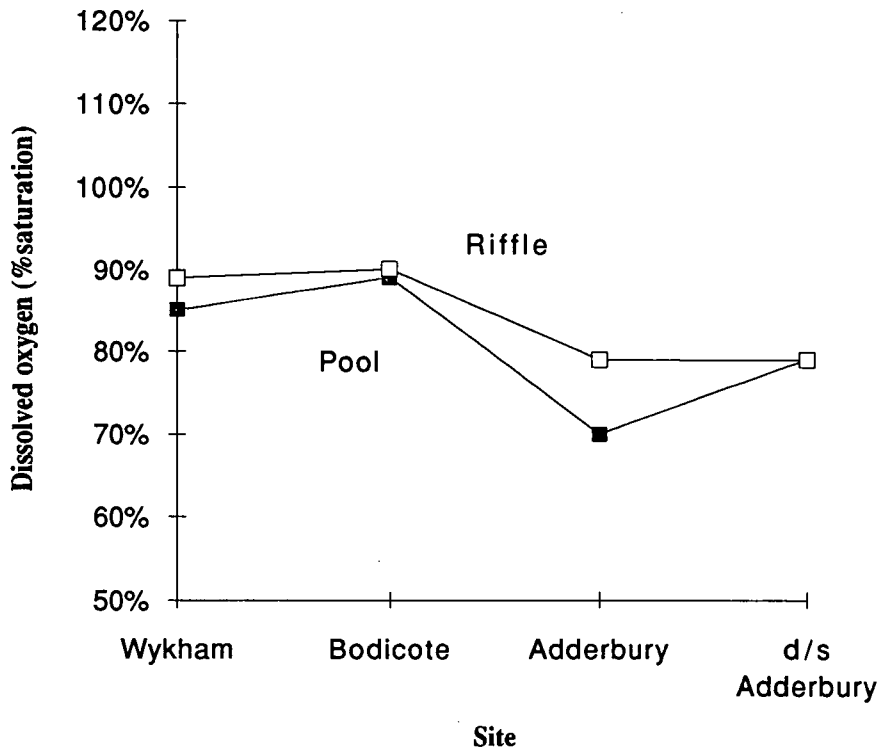 120%
110%
100%
90%
80%
70%
60%
50%
Dissolved oxygen (%saturation)
Riffle
Pool
Wykham
Bodicote
Adderbury
d/s
Adderbury
Site